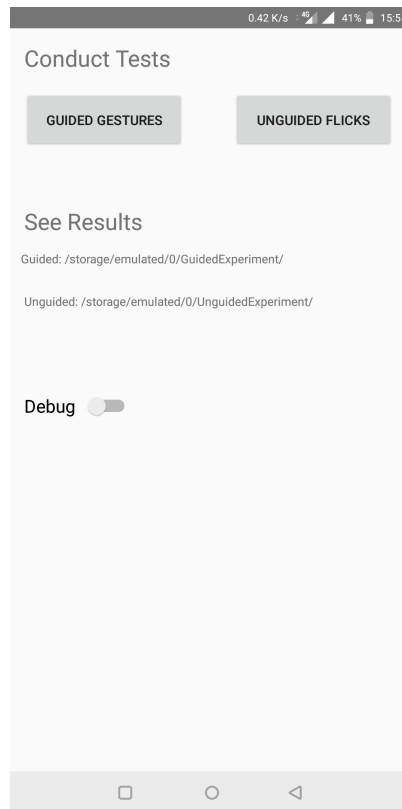 0.42 K/s 4G 41% 15:5
Conduct Tests
GUIDED GESTURES UNGUIDED FLICKS
See Results
Guided: /storage/emulated/0/GuidedExperiment/
Unguided: /storage/emulated/0/UnguidedExperiment/
Debug